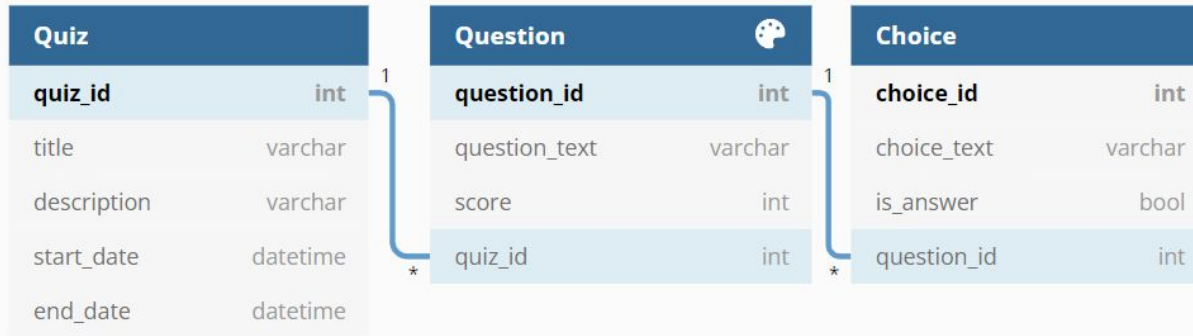 Quiz
quiz_id int
title varchar
description varchar
start_date datetime
end_date datetime
1
*
Question
question_id int
question_text varchar
score int
quiz_id int
1
*
Choice
choice_id int
choice_text varchar
is_answer bool
question_id int